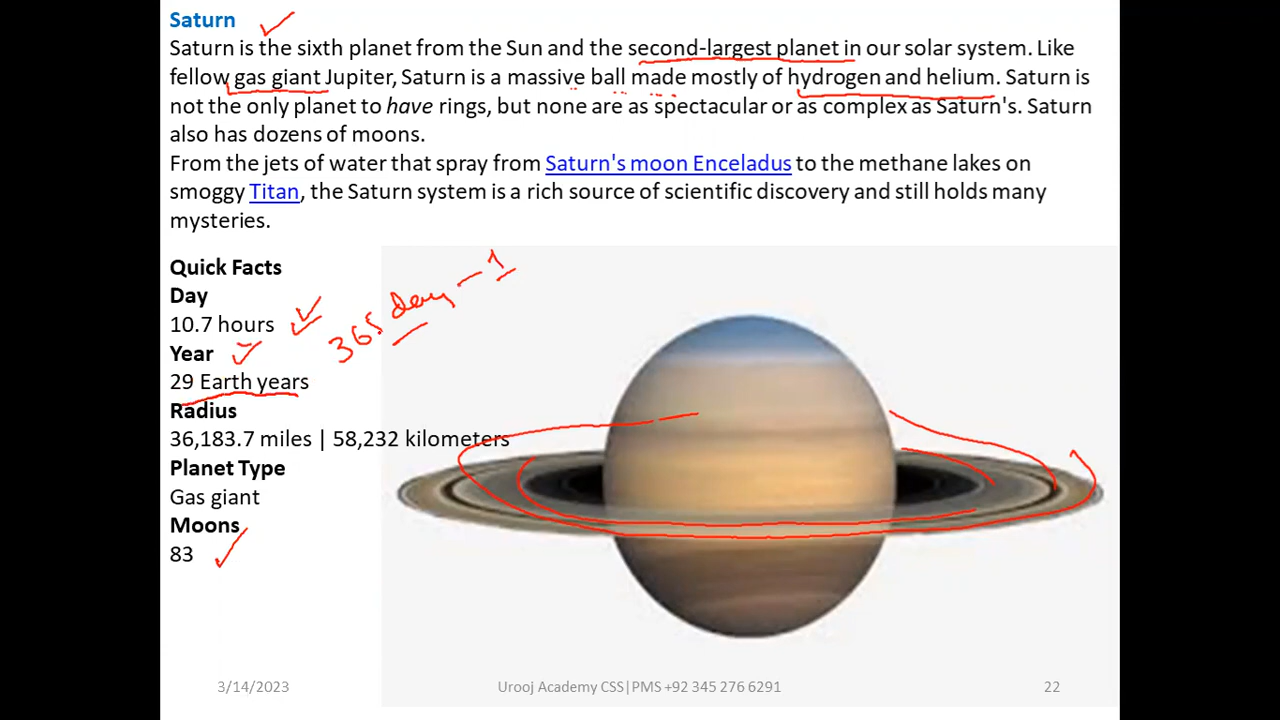 Saturn
Saturn is the sixth planet from the Sun and the second-largest planet in our solar system. Like
fellow gas giant Jupiter, Saturn is a massive ball made mostly of hydrogen and helium. Saturn is
not the only planet to have rings, but none are as spectacular or as complex as Saturn's. Saturn
also has dozens of moons.
From the jets of water that spray from Saturn's moon Enceladus to the methane lakes on
smoggy Titan, the Saturn system is a rich source of scientific discovery and still holds many
mysteries.
Quick Facts
Day
10.7 hours
365 day - 1
Year
29 Earth years
Radius
36,183.7 miles | 58,232 kilometers
Planet Type
Gas giant
Moons
83
3/14/2023 Urooj Academy CSS|PMS +92 345 276 6291 22